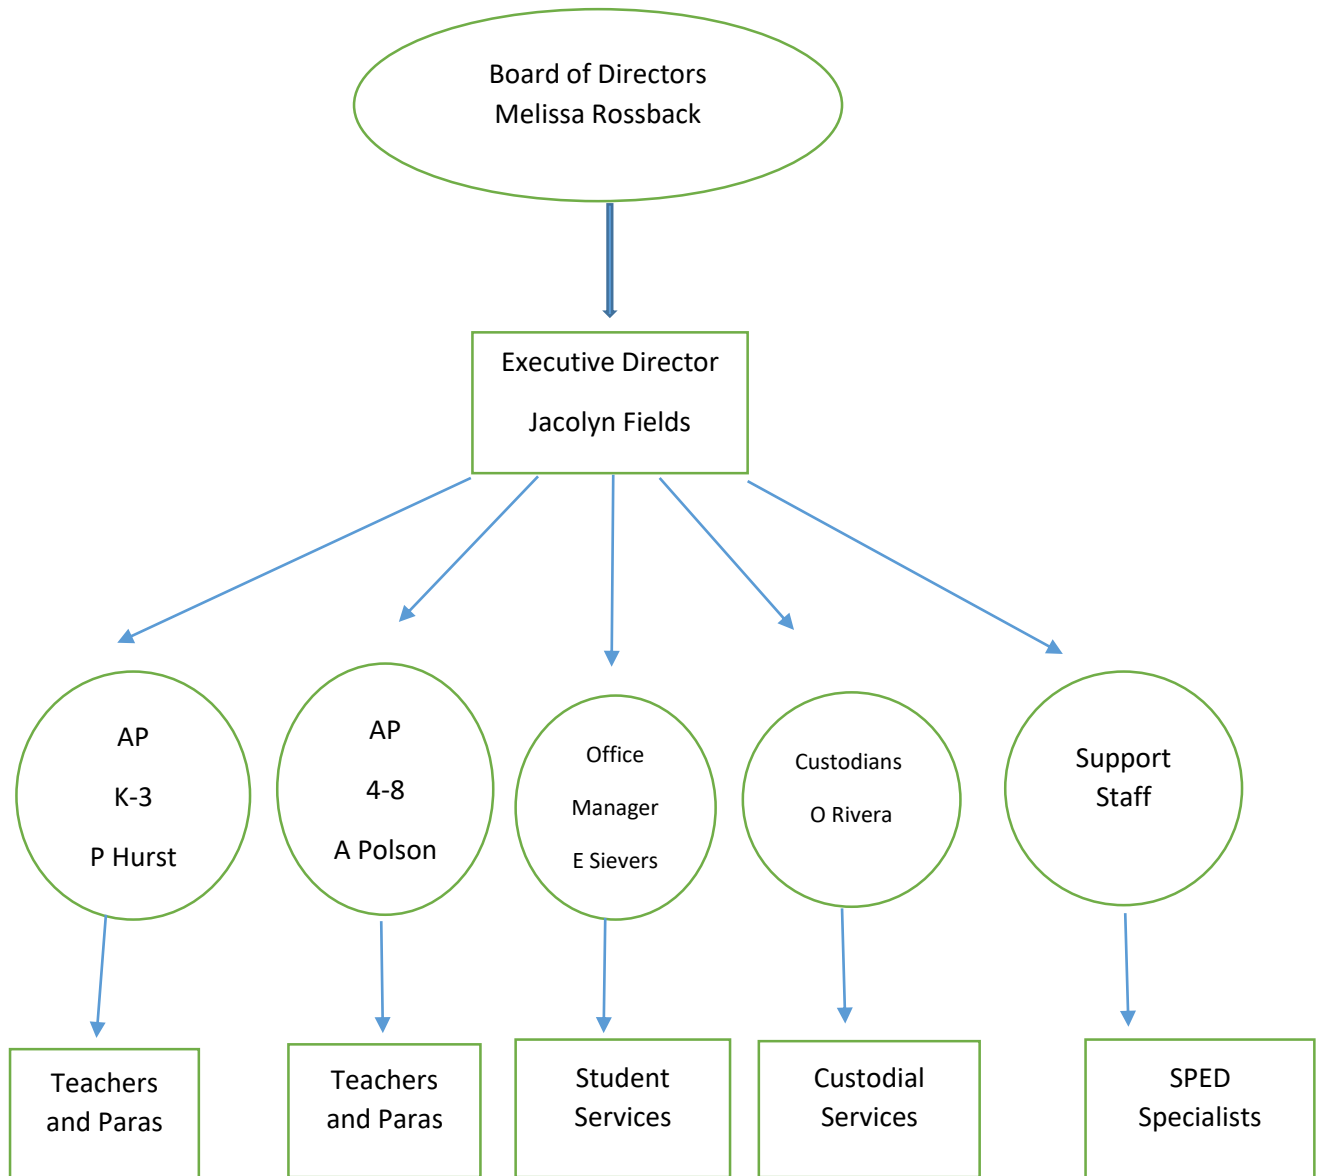 Board of Directors
Melissa Rossback
Executive Director
Jacolyn Fields
AP
K-3
P Hurst
AP
4-8
A Polson
Office
Manager
E Sievers
Custodians
O Rivera
Support
Staff
Teachers
and Paras
Teachers
and Paras
Student
Services
Custodial
Services
SPED
Specialists